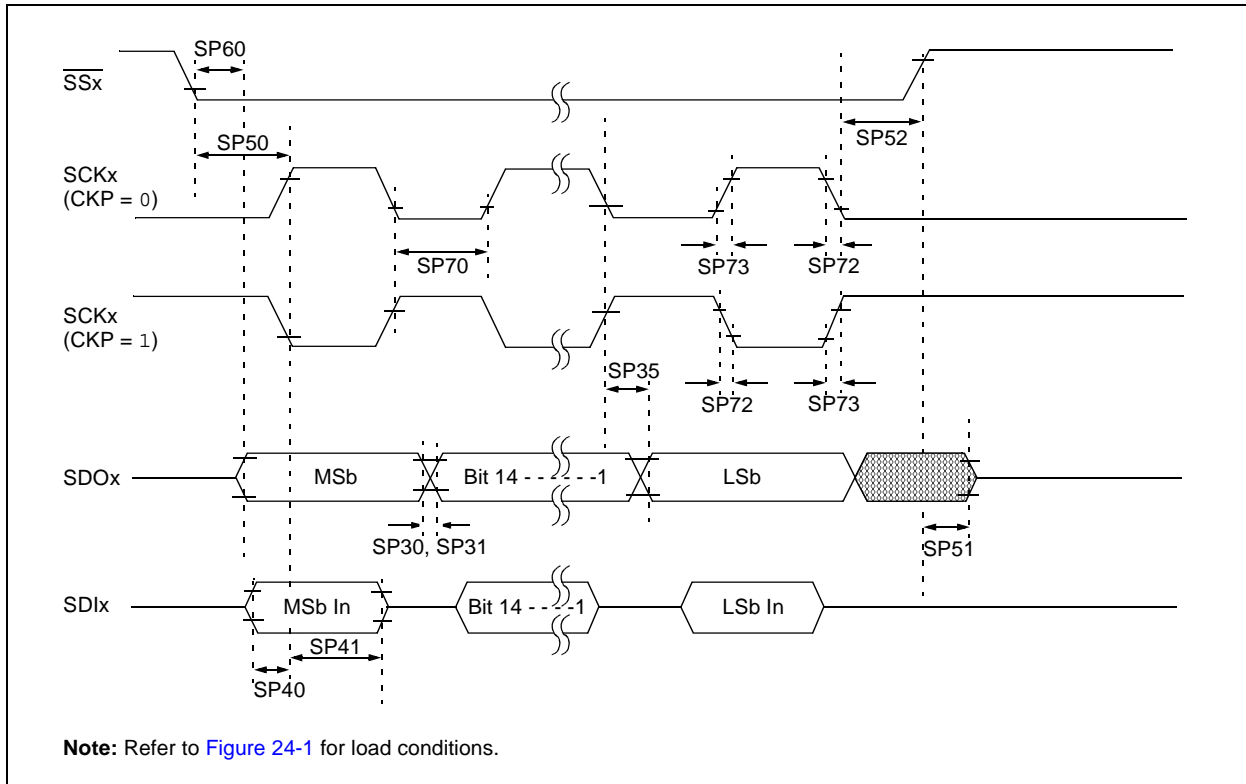 SP60
SSx
SP50
SP52
SCKx
(CKP = 0)
SP70
SP73
SP72
SCKx
(CKP = 1)
SP35
SP72
SP73
SDOx
MSb
Bit 14 - - - - - -1
LSb
SP30, SP31
SP51
SDIx
MSb In
Bit 14 - - - -1
LSb In
SP41
SP40
Note: Refer to Figure 24-1 for load conditions.